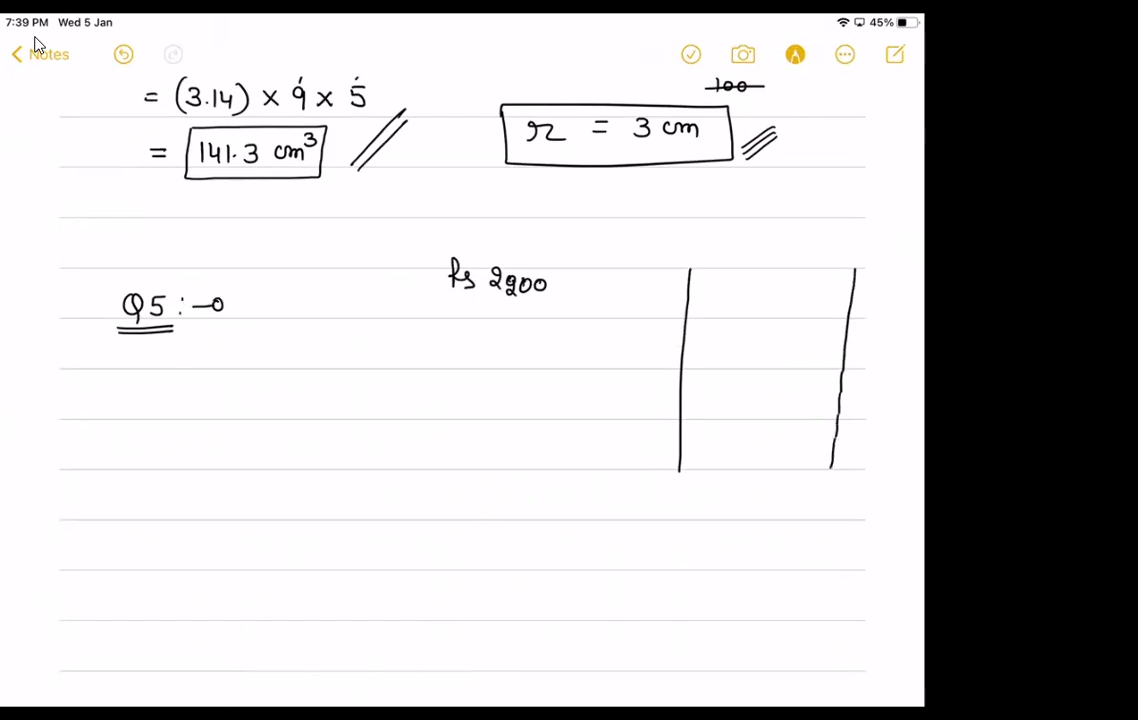 7:39 PM Wed 5 Jan 45%
Notes
= (3.14) × 9 × 5
= 141.3 cm³
100
r = 3 cm
Rs 2200
Q5 :-